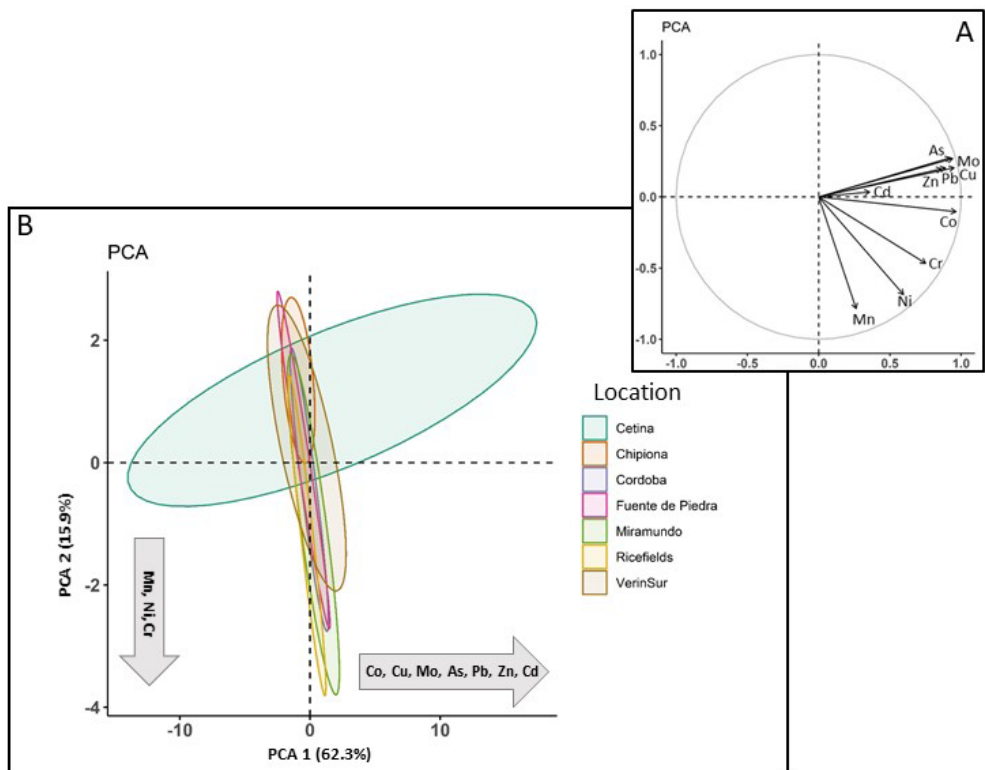 A
PCA
1.0
0.5
0.0
-0.5
-1.0
-1.0
-0.5
0.0
0.5
1.0
As
Mo
Zn
Pb
Cu
Cd
Co
Cr
Ni
Mn
B
PCA
2
0
-2
-4
-10
0
10
PCA 2 (15.9%)
PCA 1 (62.3%)
Mn, Ni,Cr
Co, Cu, Mo, As, Pb, Zn, Cd
Location
Cetina
Chipiona
Cordoba
Fuente de Piedra
Miramundo
Ricefields
VerinSur